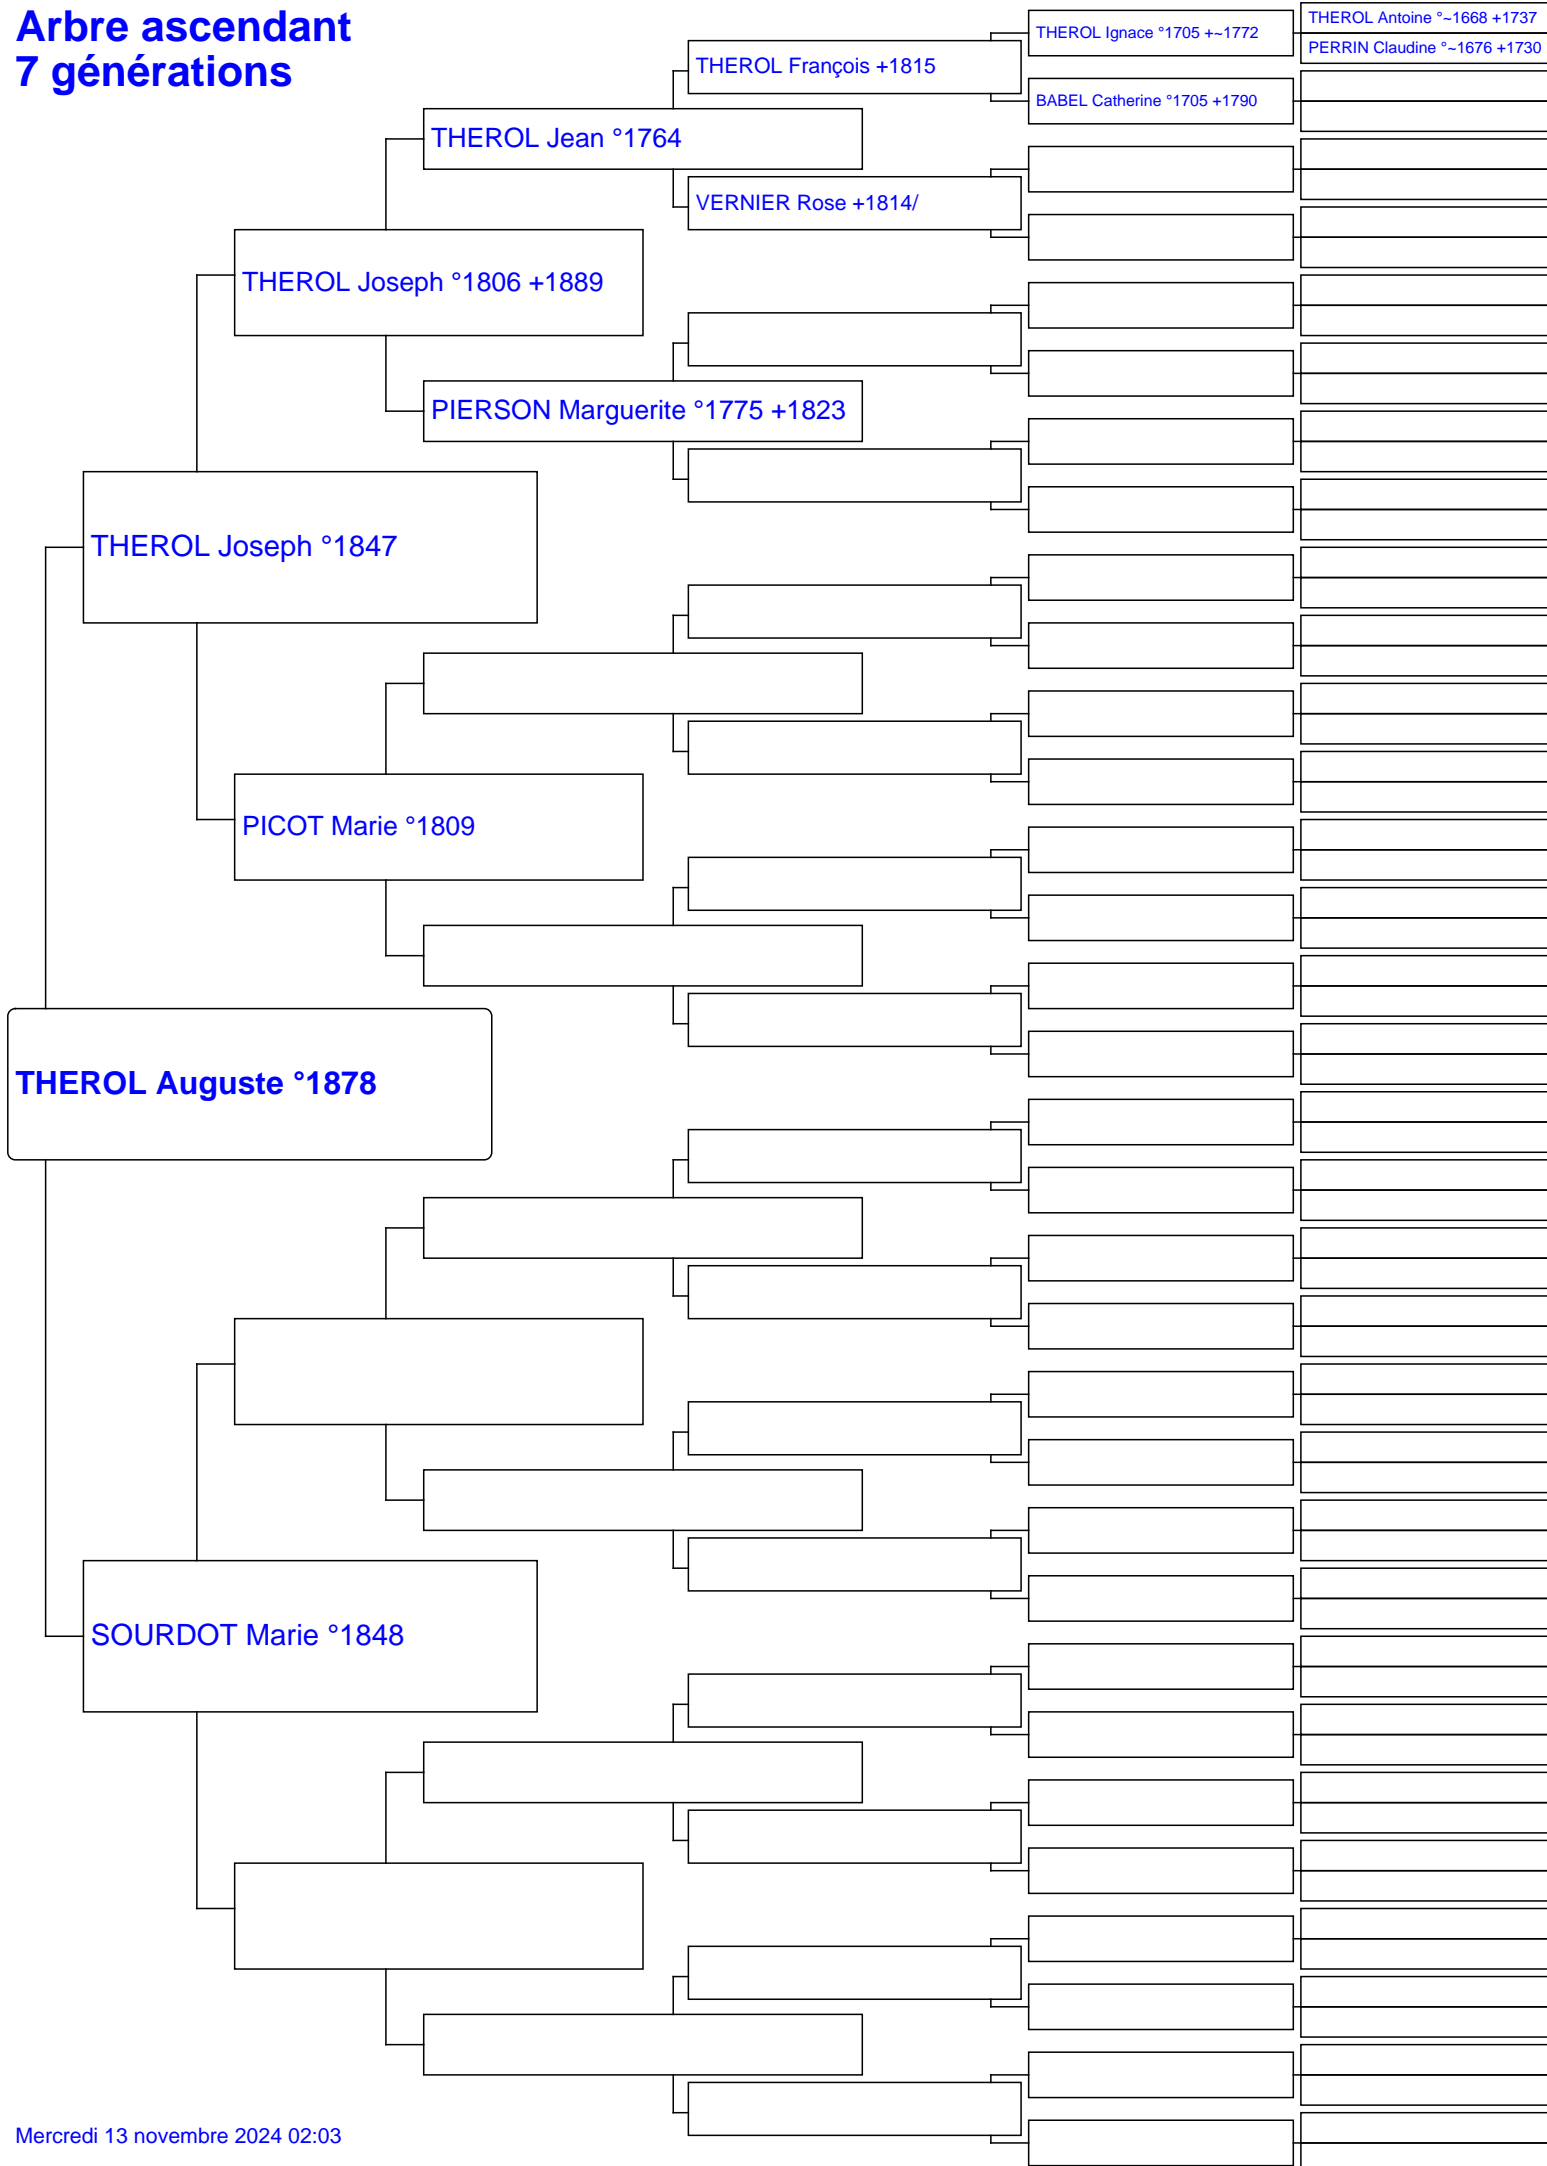 Arbre ascendant
7 générations
THEROL Antoine °~1668 +1737
THEROL Ignace °1705 +~1772
PERRIN Claudine °~1676 +1730
THEROL François +1815
BABEL Catherine °1705 +1790
THEROL Jean °1764
VERNIER Rose +1814/
THEROL Joseph °1806 +1889
PIERSON Marguerite °1775 +1823
THEROL Joseph °1847
PICOT Marie °1809
THEROL Auguste °1878
SOURDOT Marie °1848
Mercredi 13 novembre 2024 02:03